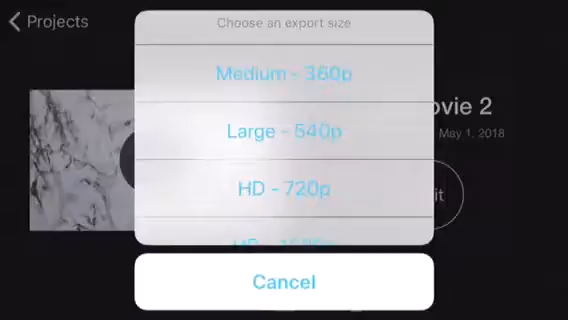 Projects
Choose an export size
Medium - 360p
Large - 540p
ovie 2
May 1, 2018
HD - 720p
it
Cancel